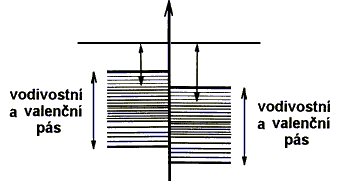 vodivostní
a valenční
pás
vodivostní
a valenční
pás